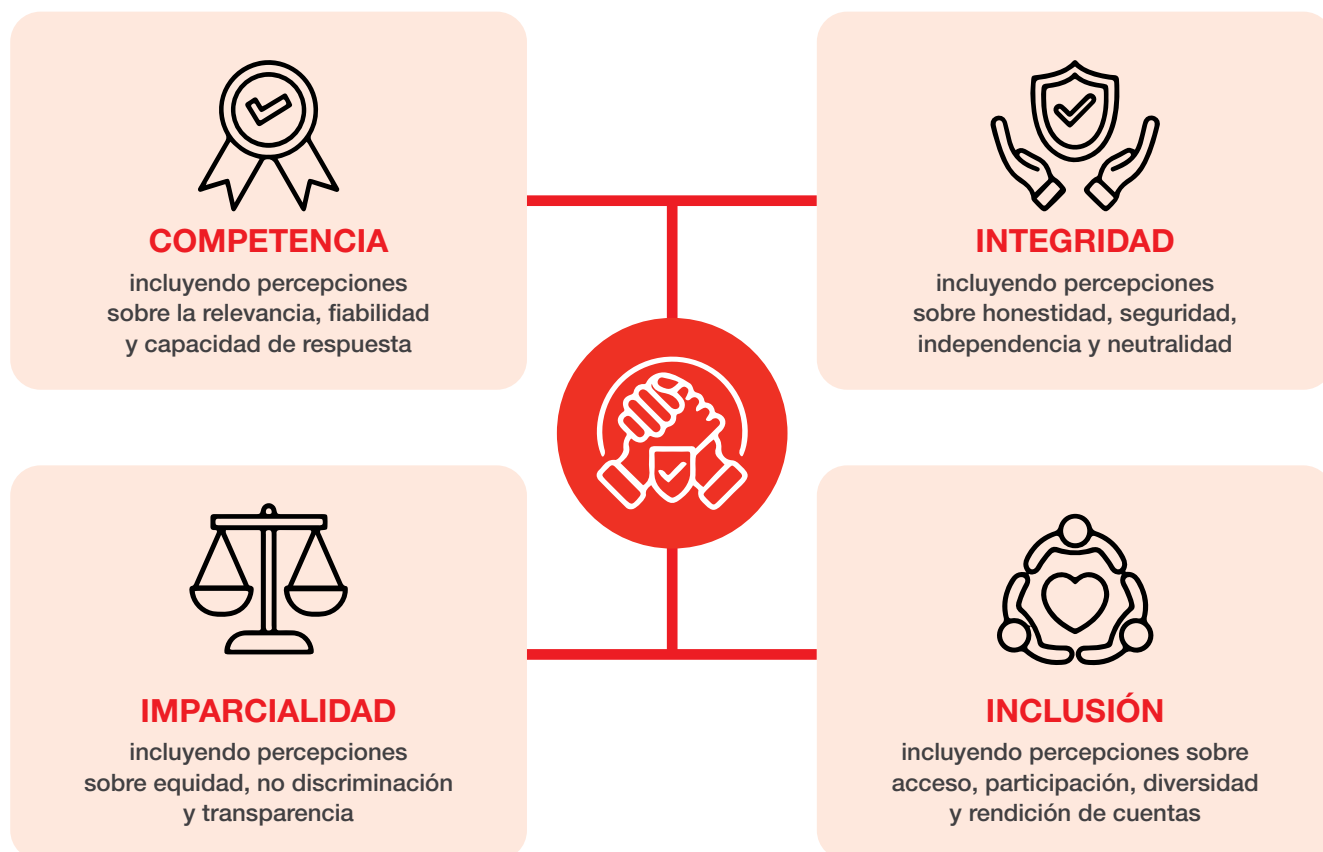 COMPETENCIA
incluyendo percepciones
sobre la relevancia, fiabilidad
y capacidad de respuesta
INTEGRIDAD
incluyendo percepciones
sobre honestidad, seguridad,
independencia y neutralidad
IMPARCIALIDAD
incluyendo percepciones
sobre equidad, no discriminación
y transparencia
INCLUSIÓN
incluyendo percepciones sobre
acceso, participación, diversidad
y rendición de cuentas